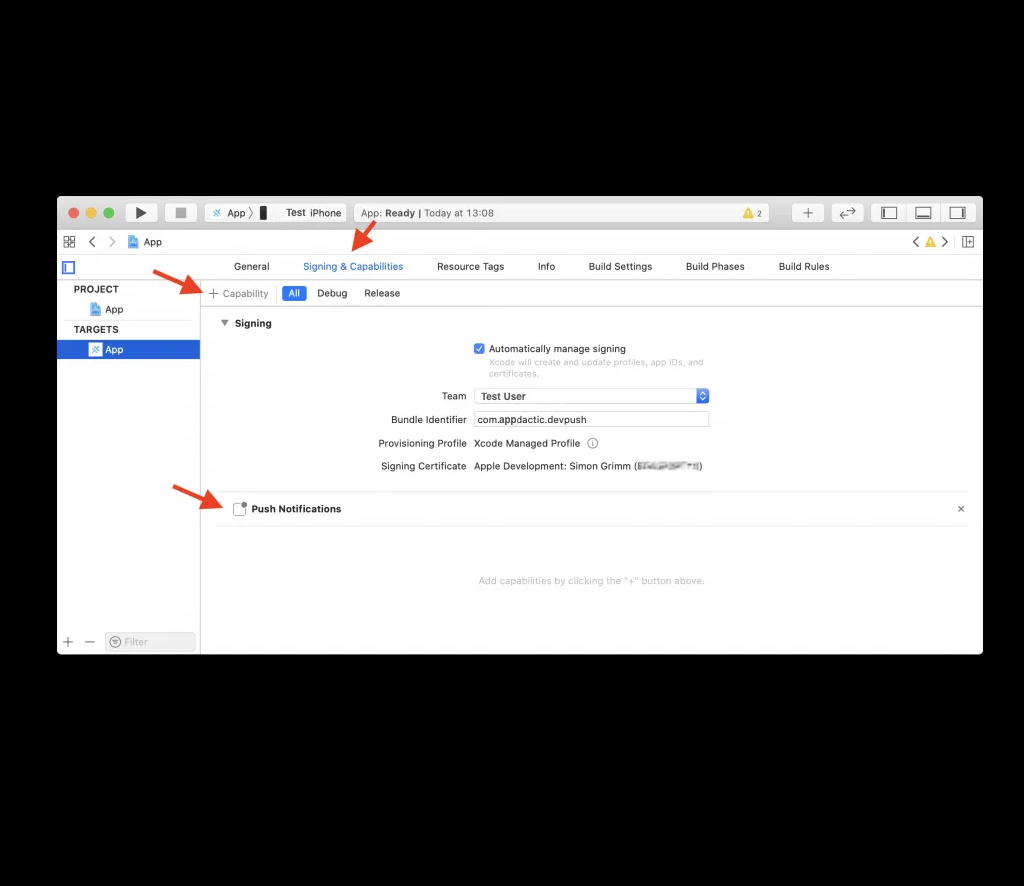 App 〉 Test iPhone App: Ready | Today at 13:08 2
App
General Signing & Capabilities Resource Tags Info Build Settings Build Phases Build Rules
PROJECT
App
TARGETS
App
+ Capability All Debug Release
Signing
Automatically manage signing
Xcode will create and update profiles, app IDs, and
certificates.
Team Test User
Bundle Identifier com.appdactic.devpush
Provisioning Profile Xcode Managed Profile
Signing Certificate Apple Development: Simon Grimm ( )
Push Notifications
Add capabilities by clicking the "+" button above.
Filter